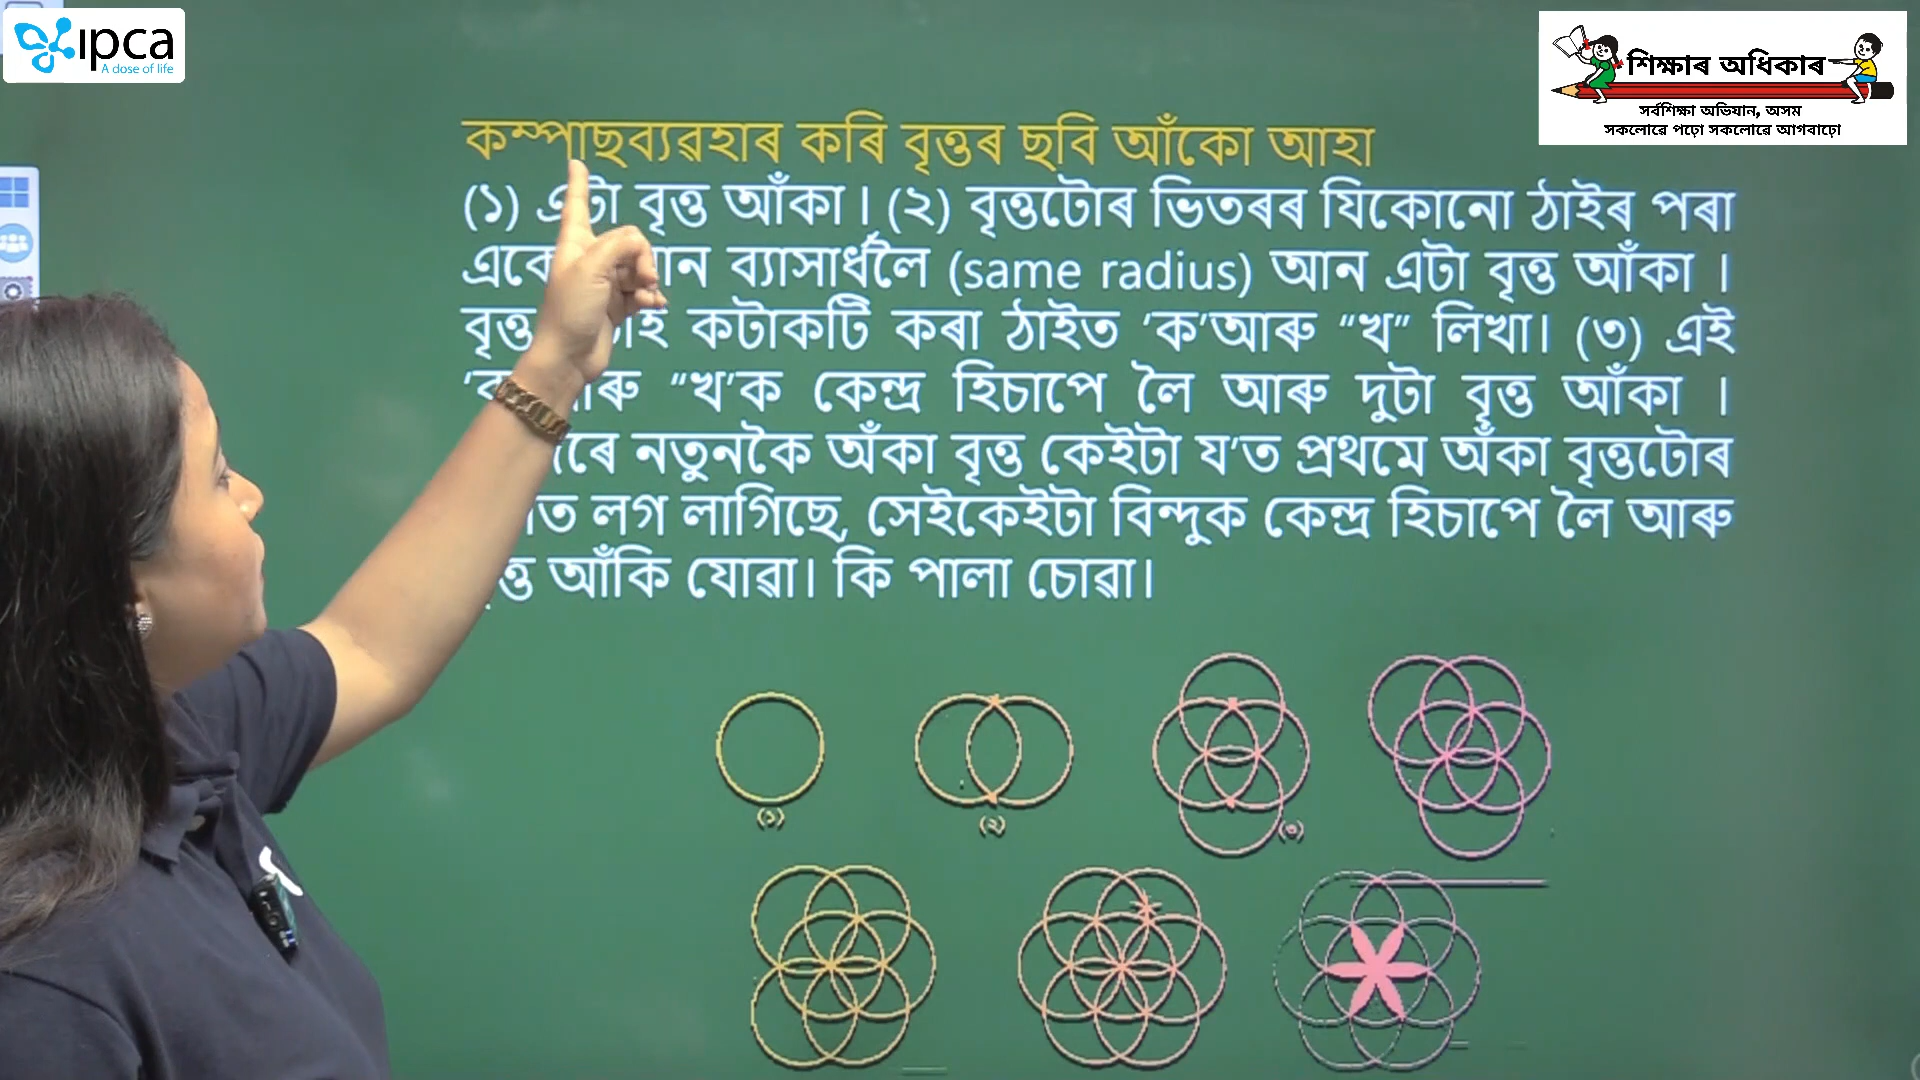 ipca
A dose of life
শিক্ষাৰ অধিকাৰ
সৰ্বশিক্ষা অভিযান, অসম
সকলোৱে পঢ়ো সকলোৱে আগবাঢ়ো
কম্পাছব্যৱহাৰ কৰি বৃত্তৰ ছবি আঁকো আহা
(১) এটা বৃত্ত আঁকা । (২) বৃত্তটোৰ ভিতৰৰ যিকোনো ঠাইৰ পৰা
ব্যাসাৰ্ধলৈ (same radius) আন এটা বৃত্ত আঁকা ।
বৃত্ত কটাকটি কৰা ঠাইত ’ক’আৰু “খ” লিখা। (৩) এই
“খ’ক কেন্দ্ৰ হিচাপে লৈ আৰু দুটা বৃত্ত আঁকা ।
নতুনকৈ অঁকা বৃত্ত কেইটা য’ত প্ৰথমে অঁকা বৃত্তটোৰ
লগ লাগিছে, সেইকেইটা বিন্দুক কেন্দ্ৰ হিচাপে লৈ আৰু
আঁকি যোৱা। কি পালা চোৱা।
(১)
(২)
(৩)